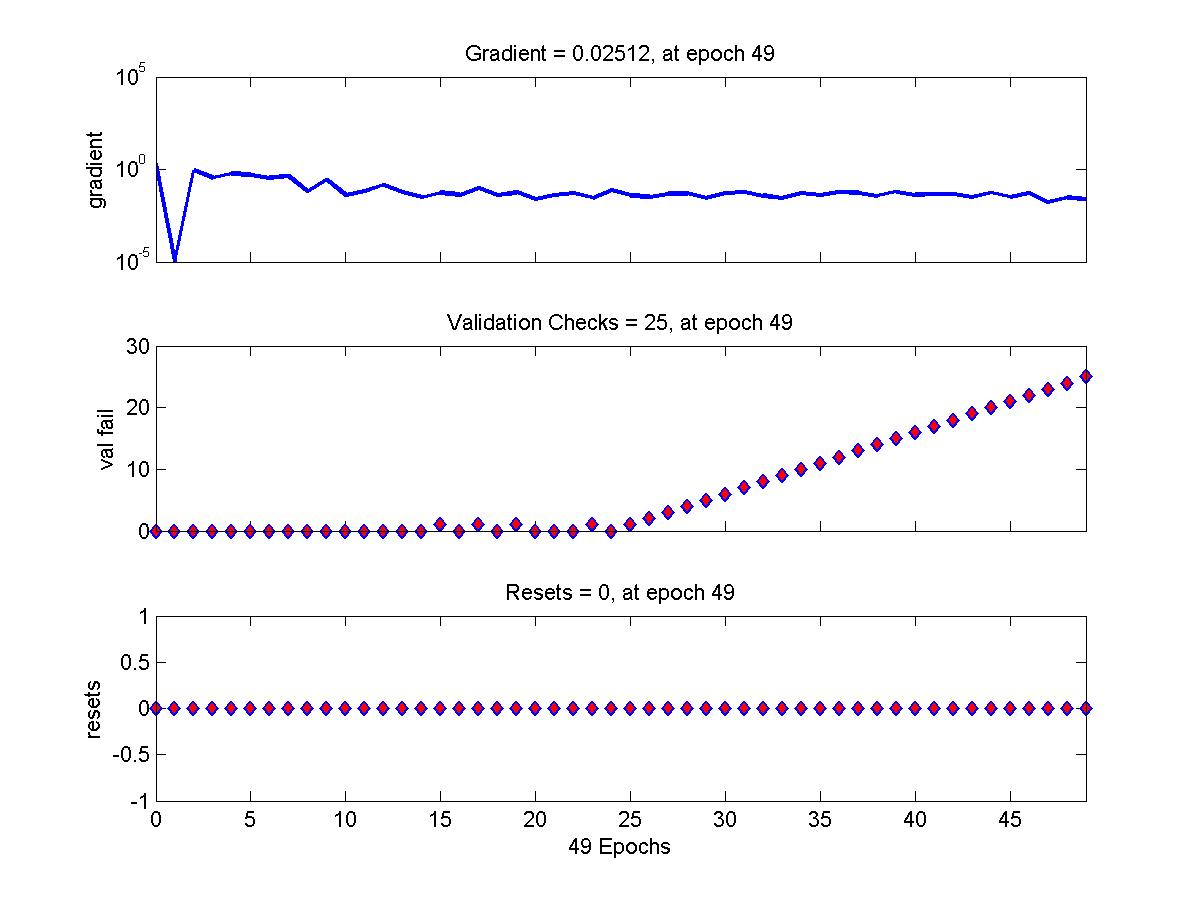 Gradient = 0.02512, at epoch 49
10^5
10^0
10^-5
gradient
Validation Checks = 25, at epoch 49
30
20
10
0
val fail
Resets = 0, at epoch 49
1
0.5
0
-0.5
-1
resets
0 5 10 15 20 25 30 35 40 45
49 Epochs